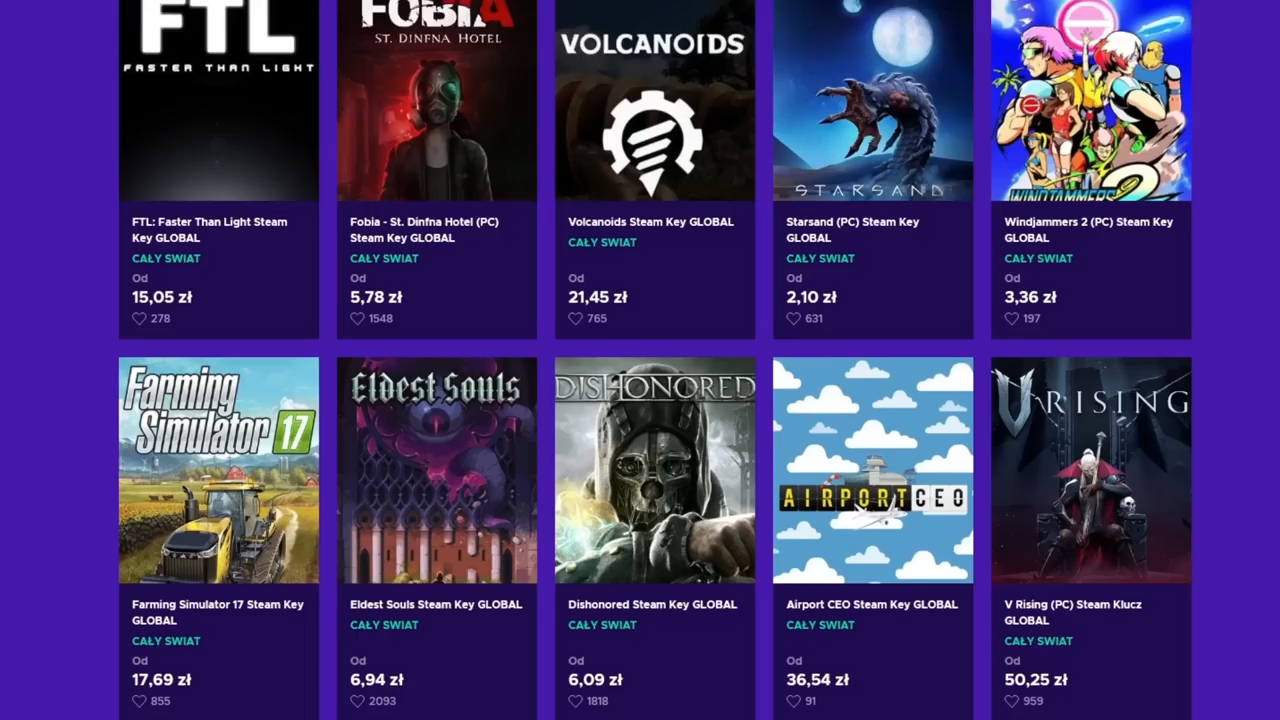 FTL
FASTER THAN LIGHT
FOBIA
ST. DINFNA HOTEL
VOLCANOIDS
STARSAND
WINDJAMMERS 2
FTL: Faster Than Light Steam
Key GLOBAL
CAŁY SWIAT
Od
15,05 zł
278
Fobia - St. Dinfna Hotel (PC)
Steam Key GLOBAL
CAŁY SWIAT
Od
5,78 zł
1548
Volcanoids Steam Key GLOBAL
CAŁY SWIAT
Od
21,45 zł
765
Starsand (PC) Steam Key
GLOBAL
CAŁY SWIAT
Od
2,10 zł
631
Windjammers 2 (PC) Steam Key
GLOBAL
CAŁY SWIAT
Od
3,36 zł
197
Farming
Simulator 17
Eldest Souls
DISHONORED
AIRPORT CEO
V RISING
Farming Simulator 17 Steam Key
GLOBAL
CAŁY SWIAT
Od
17,69 zł
855
Eldest Souls Steam Key GLOBAL
CAŁY SWIAT
Od
6,94 zł
2093
Dishonored Steam Key GLOBAL
CAŁY SWIAT
Od
6,09 zł
1818
Airport CEO Steam Key GLOBAL
CAŁY SWIAT
Od
36,54 zł
91
V Rising (PC) Steam Klucz
GLOBAL
CAŁY SWIAT
Od
50,25 zł
959